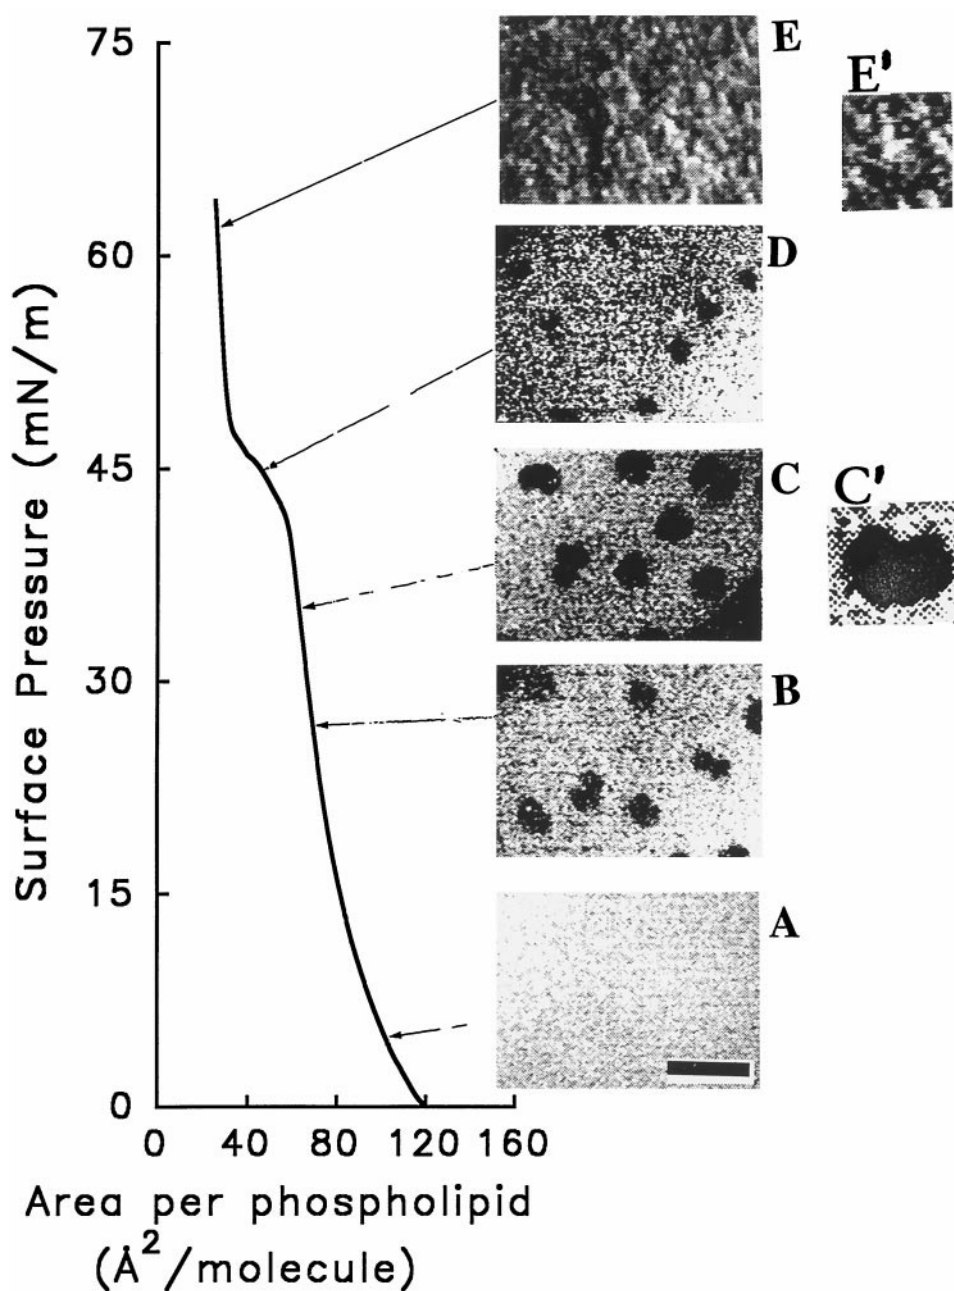 75
60
45
30
15
0
Surface Pressure (mN/m)
0 40 80 120 160
Area per phospholipid
(Å²/molecule)
E
E'
D
C
C'
B
A